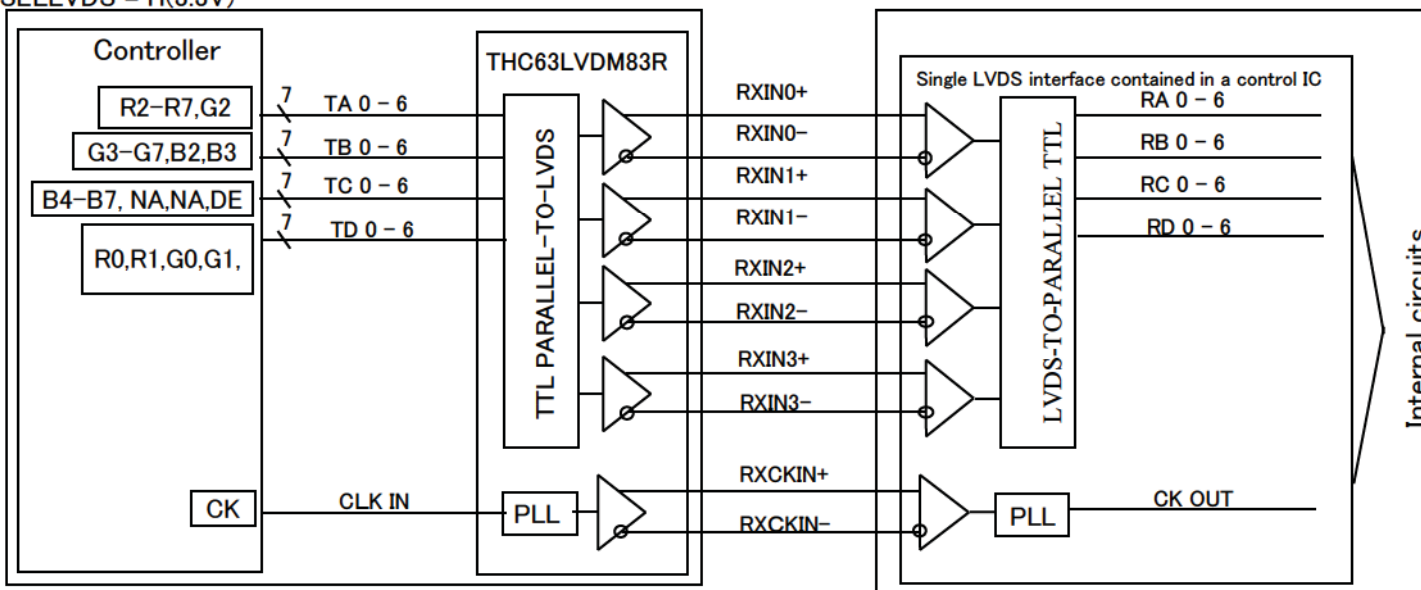 SELLVDS = H(3.3V)
Controller
THC63LVDM83R
Single LVDS interface contained in a control IC
R2-R7,G2
7
TA 0 - 6
RXIN0+
RA 0 - 6
G3-G7,B2,B3
7
TB 0 - 6
RXIN0-
RB 0 - 6
B4-B7, NA,NA,DE
7
TC 0 - 6
RXIN1+
RC 0 - 6
R0,R1,G0,G1,
7
TD 0 - 6
RXIN1-
RD 0 - 6
TTL PARALLEL-TO-LVDS
RXIN2+
RXIN2-
RXIN3+
RXIN3-
LVDS-TO-PARALLEL TTL
Internal circuits
CK
CLK IN
PLL
RXCKIN+
RXCKIN-
PLL
CK OUT